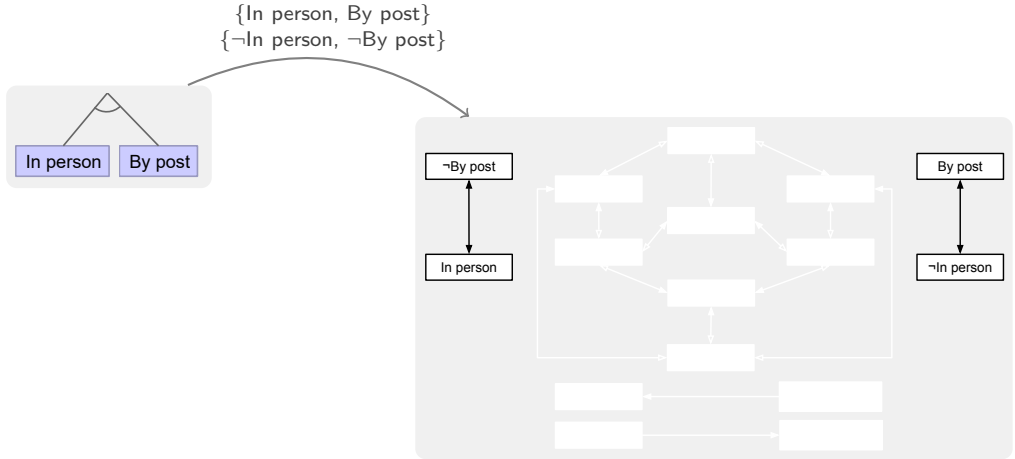 {In person, By post}
{¬In person, ¬By post}
In person By post
¬By post
In person
By post
¬In person